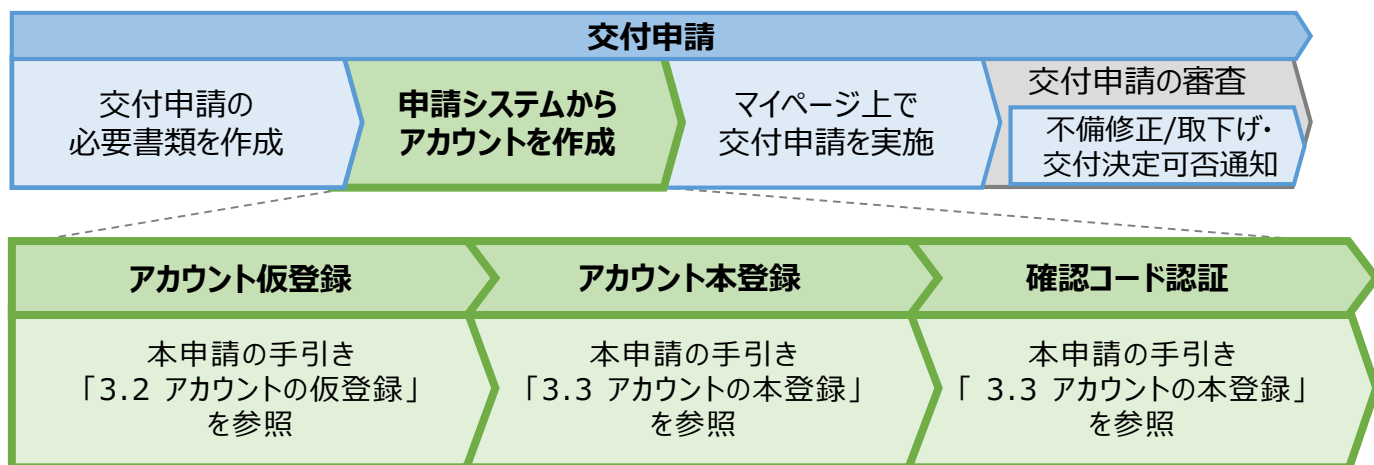 交付申請
交付申請の
必要書類を作成
申請システムから
アカウントを作成
マイページ上で
交付申請を実施
交付申請の審査
不備修正/取下げ・
交付決定可否通知
アカウント仮登録
アカウント本登録
確認コード認証
本申請の手引き
「3.2 アカウントの仮登録」
を参照
本申請の手引き
「3.3 アカウントの本登録」
を参照
本申請の手引き
「 3.3 アカウントの本登録」
を参照